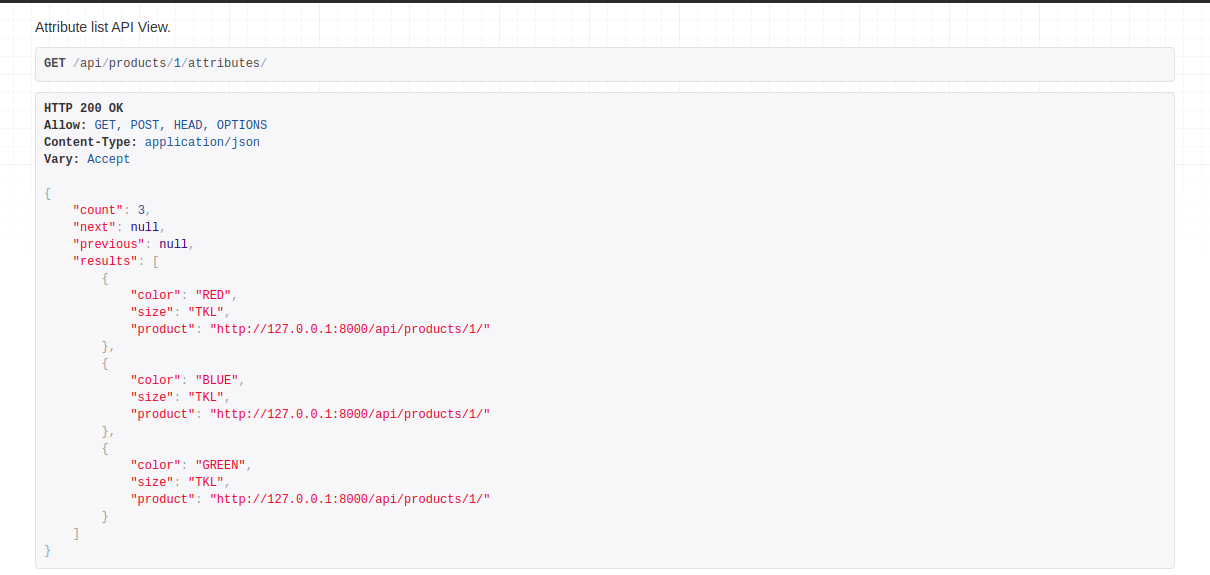 Attribute list API View.
GET /api/products/1/attributes/
HTTP 200 OK
Allow: GET, POST, HEAD, OPTIONS
Content-Type: application/json
Vary: Accept
{
    "count": 3,
    "next": null,
    "previous": null,
    "results": [
        {
            "color": "RED",
            "size": "TKL",
            "product": "http://127.0.0.1:8000/api/products/1/"
        },
        {
            "color": "BLUE",
            "size": "TKL",
            "product": "http://127.0.0.1:8000/api/products/1/"
        },
        {
            "color": "GREEN",
            "size": "TKL",
            "product": "http://127.0.0.1:8000/api/products/1/"
        }
    ]
}